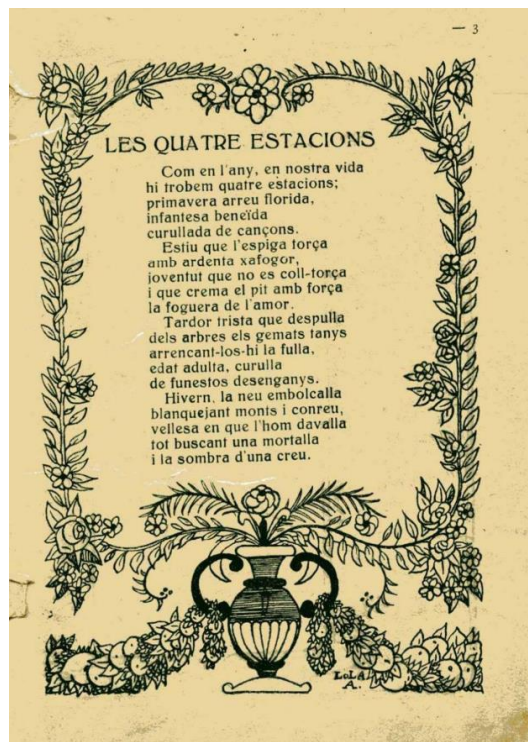 — 3
LES QUATRE ESTACIONS
Com en l'any, en nostra vida
hi trobem quatre estacions;
primavera arreu florida,
infantesa beneïda
curullada de cançons.
Estiu que l'espiga torça
amb ardenta xafogor,
joventut que no es coll-torça
i que crema el pit amb força
la foguera de l'amor.
Tardor trista que despulla
dels arbres els gemats tanys
arrencant-los-hi la fulla,
edat adulta, curulla
de funestos desenganys.
Hivern, la neu embolcalla
blanquejant monts i conreu,
vellesa en que l'hom davalla
tot buscant una mortalla
i la sombra d'una creu.
LOLA
A.